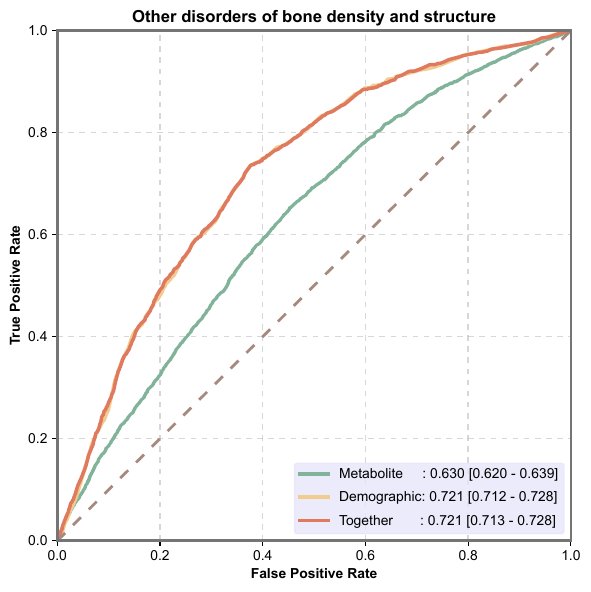 Other disorders of bone density and structure
1.0
0.8
0.6
0.4
0.2
0.0
True Positive Rate
Metabolite : 0.630 [0.620 - 0.639]
Demographic: 0.721 [0.712 - 0.728]
Together : 0.721 [0.713 - 0.728]
0.0 0.2 0.4 0.6 0.8 1.0
False Positive Rate